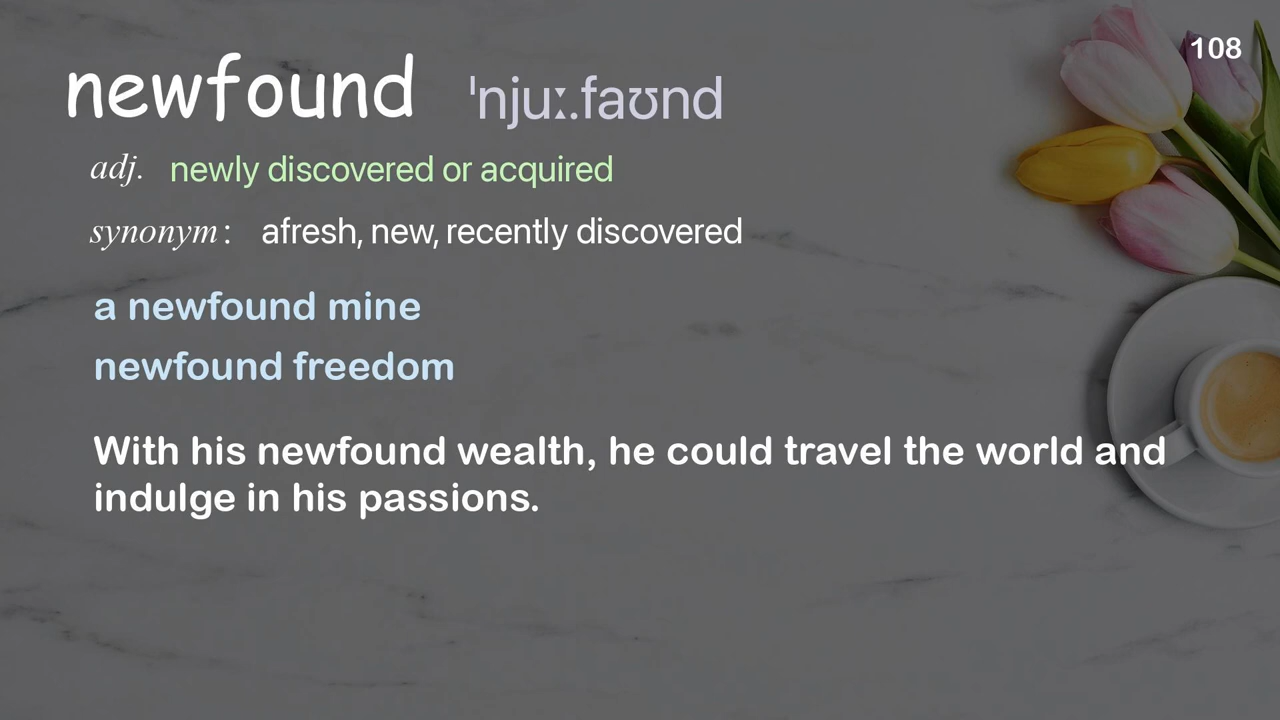 108
newfound ˈnjuː.faʊnd
adj. newly discovered or acquired
synonym: afresh, new, recently discovered
a newfound mine
newfound freedom
With his newfound wealth, he could travel the world and
indulge in his passions.